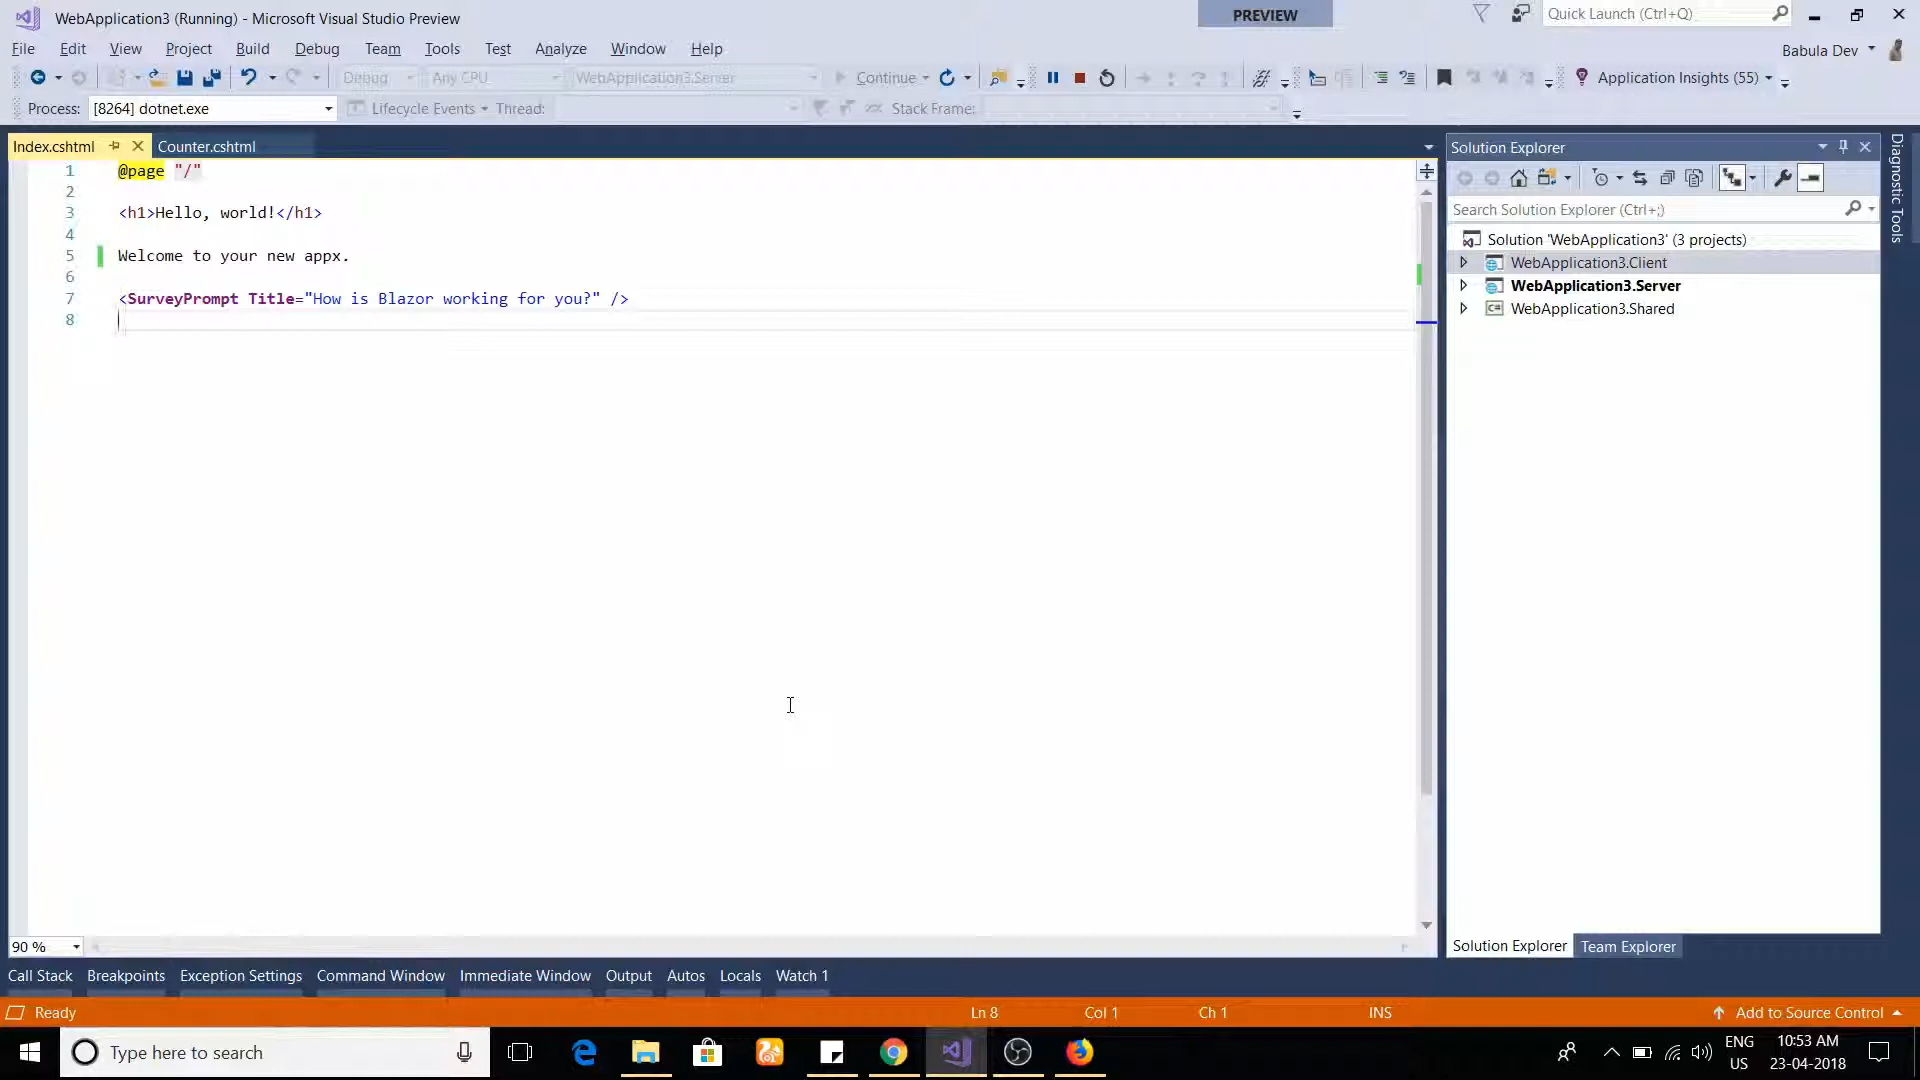 WebApplication3 (Running) - Microsoft Visual Studio Preview
PREVIEW
Quick Launch (Ctrl+Q)
File Edit View Project Build Debug Team Tools Test Analyze Window Help
Babula Dev
Debug Any CPU WebApplication3.Server Continue Application Insights (55)
Process: [8264] dotnet.exe Lifecycle Events Thread: Stack Frame:
Index.cshtml Counter.cshtml
1 @page "/"
2
3 <h1>Hello, world!</h1>
4
5 Welcome to your new appx.
6
7 <SurveyPrompt Title="How is Blazor working for you?" />
8
90 %
Solution Explorer
Search Solution Explorer (Ctrl+;)
Solution 'WebApplication3' (3 projects)
WebApplication3.Client
WebApplication3.Server
C# WebApplication3.Shared
Solution Explorer Team Explorer
Diagnostic Tools
Call Stack Breakpoints Exception Settings Command Window Immediate Window Output Autos Locals Watch 1
Ready Ln 8 Col 1 Ch 1 INS Add to Source Control
Type here to search
ENG
US
10:53 AM
23-04-2018